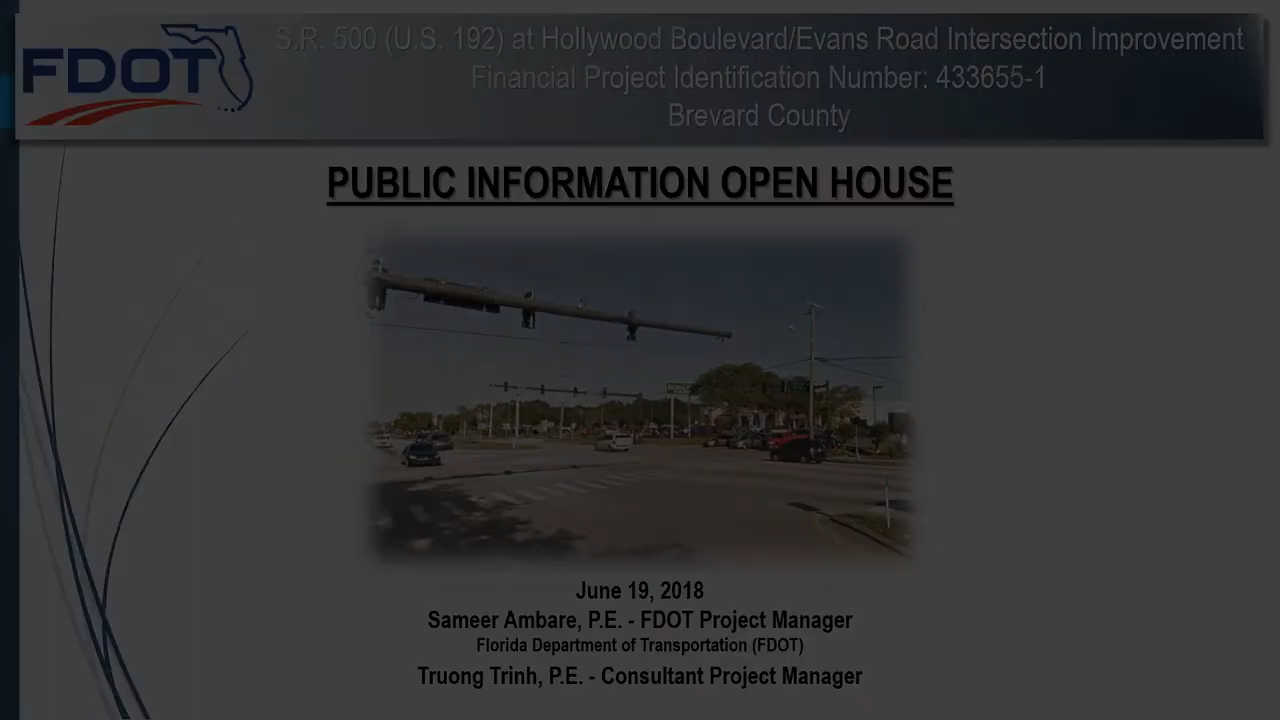 FDOT
S.R. 500 (U.S. 192) at Hollywood Boulevard/Evans Road Intersection Improvement
Financial Project Identification Number: 433655-1
Brevard County
PUBLIC INFORMATION OPEN HOUSE
June 19, 2018
Sameer Ambare, P.E. - FDOT Project Manager
Florida Department of Transportation (FDOT)
Truong Trinh, P.E. - Consultant Project Manager